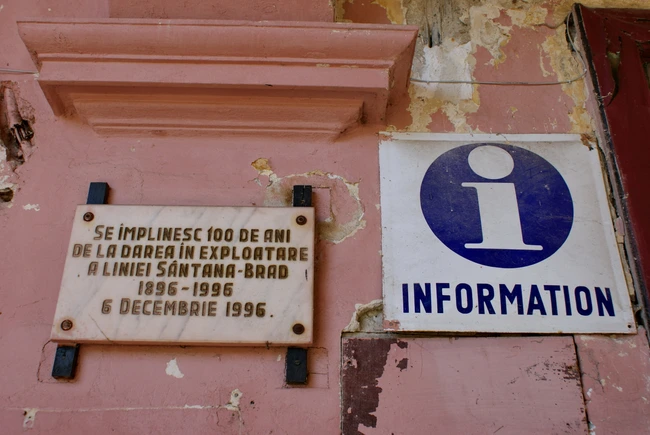 SE ÎMPLINESC 100 DE ANI
DE LA DAREA ÎN EXPLOATARE
A LINIEI SÂNTANA-BRAD
1896-1996
6 DECEMBRIE 1996.
i
INFORMATION